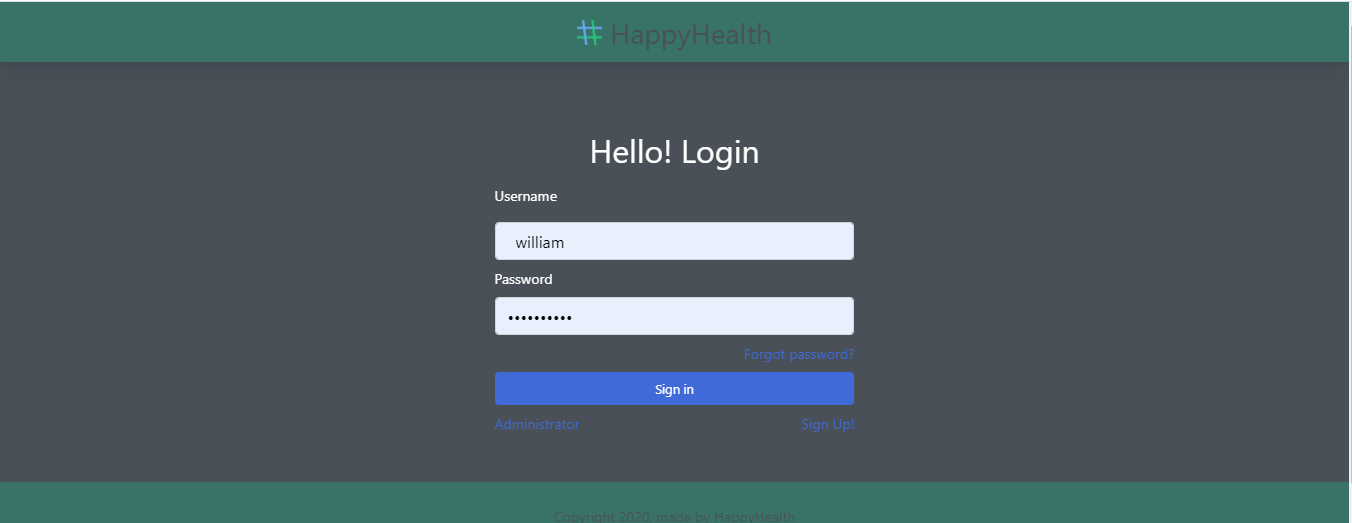 HappyHealth
Hello! Login
Username
william
Password
••••••••••
Forgot password?
Sign in
Administrator Sign Up!
Copyright 2020, made by HappyHealth